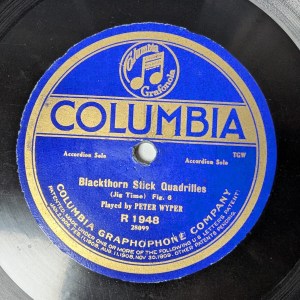 Columbia
Grafonola
COLUMBIA
Accordion Solo
Accordion Solo
TGW
Blackthorn Stick Quadrilles
(Jig Time) Fig. 6
Played by PETER WYPER
R 1948
28099
COLUMBIA GRAPHOPHONE COMPANY